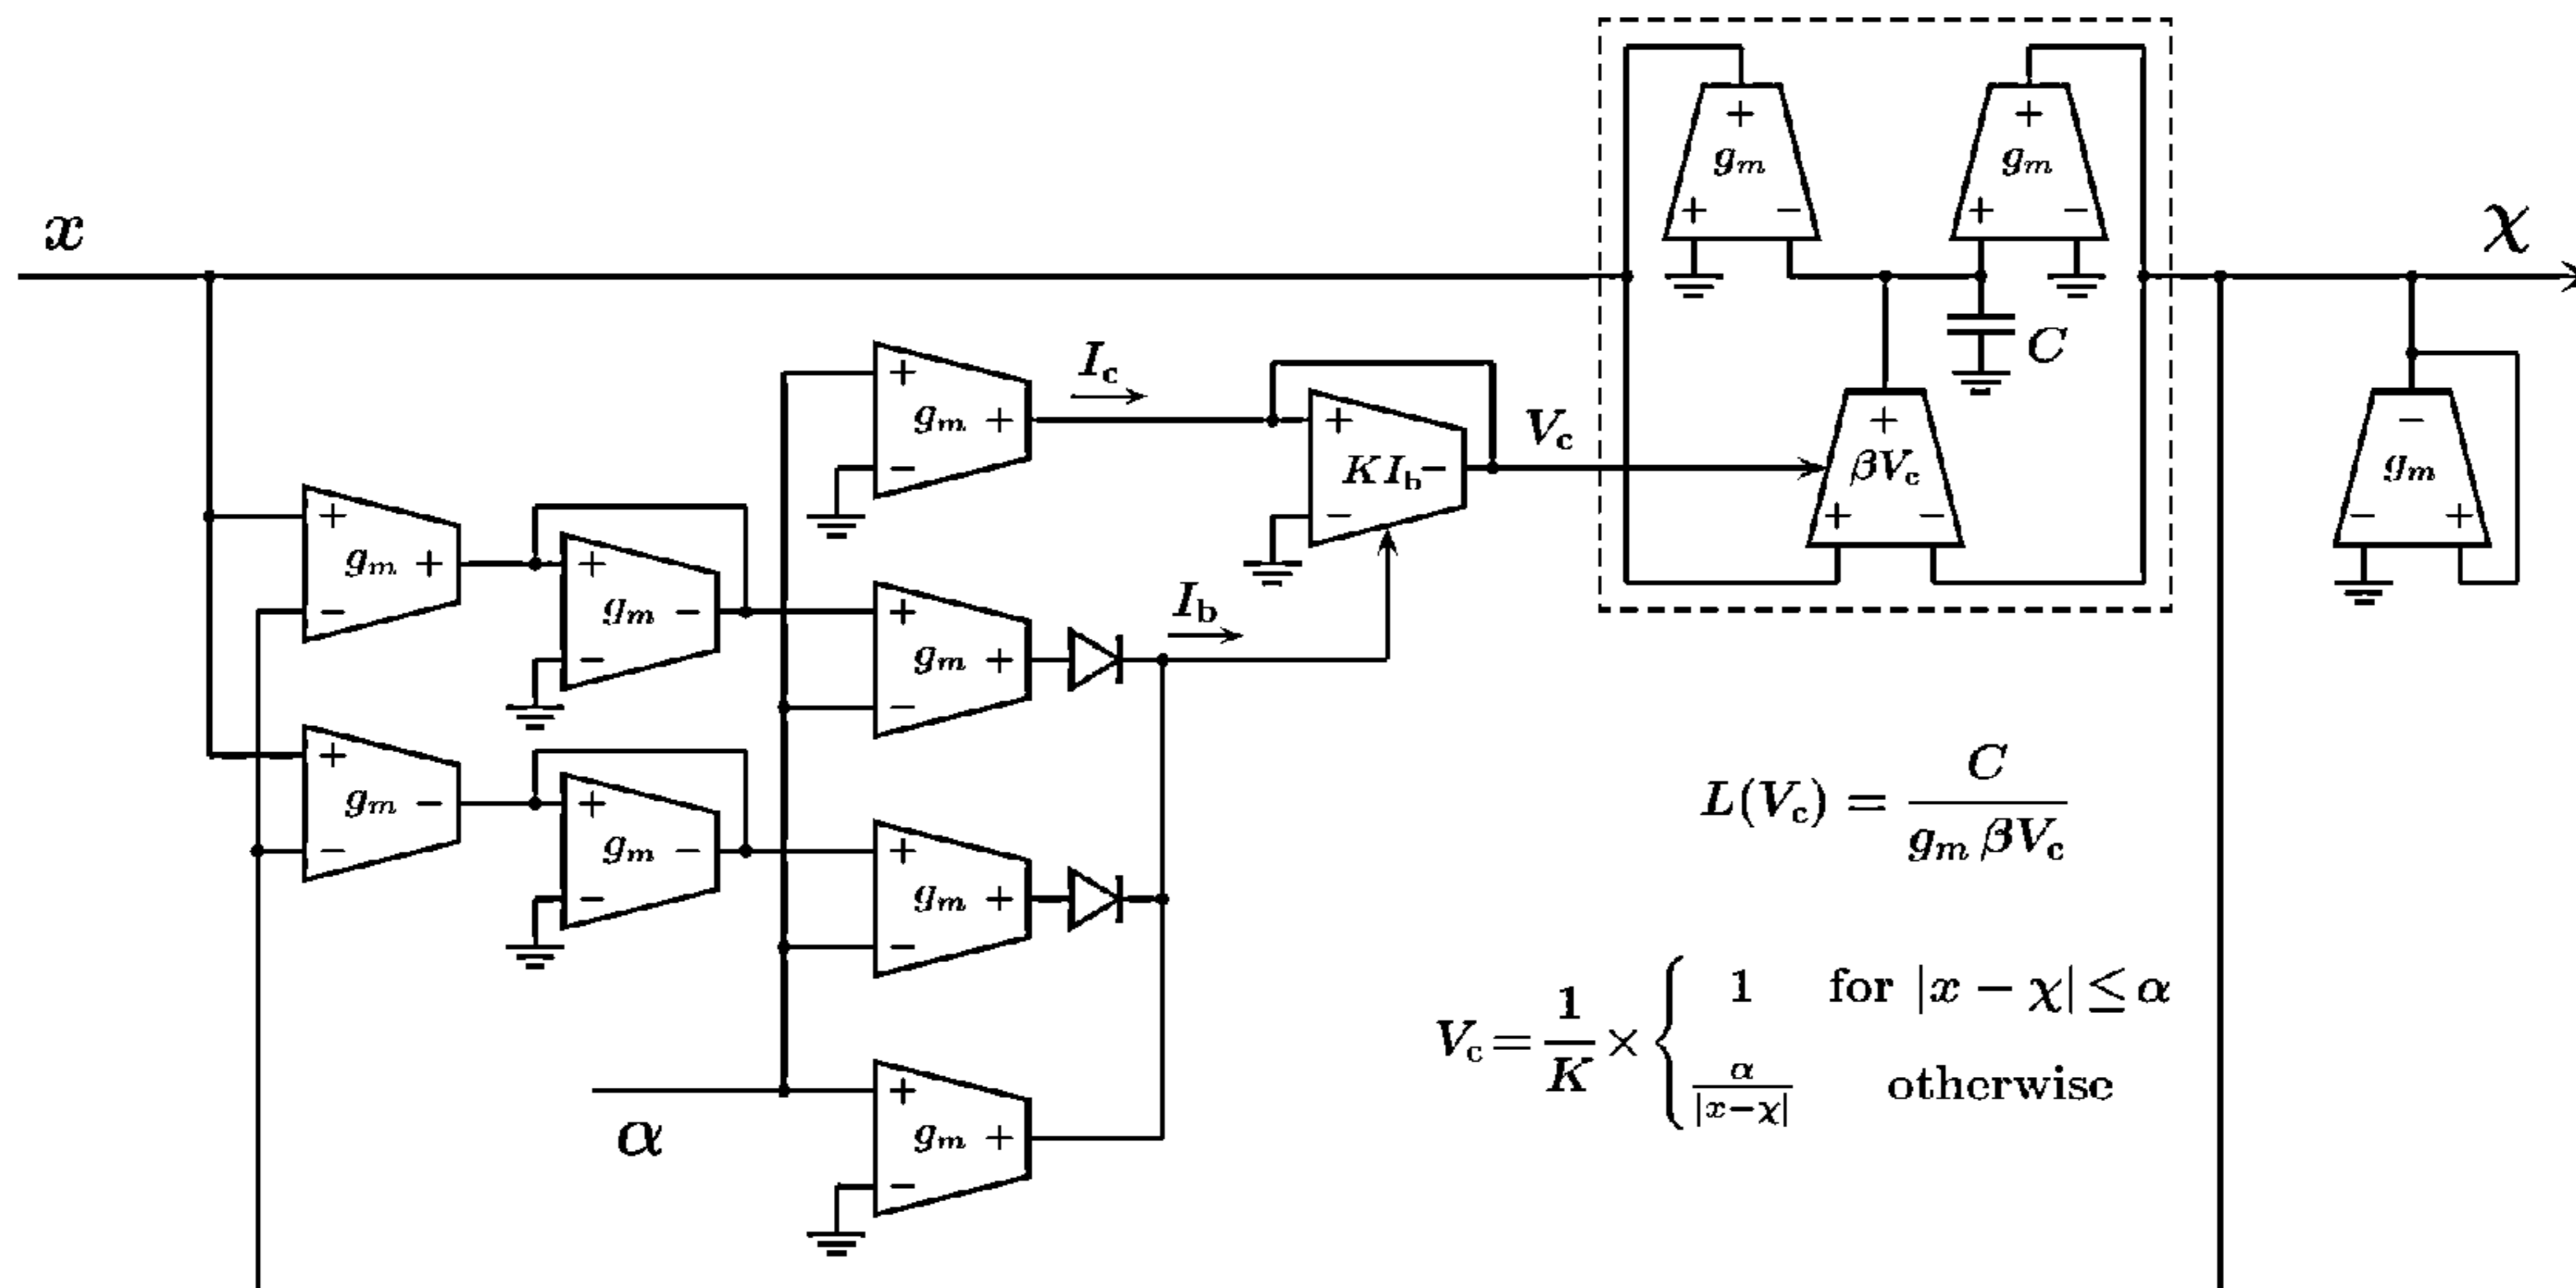 +
+
g_m
g_m
+ −
+ −
x
χ
I_c
C
+
g_m +
+
K I_b −
−
−
V_c
+
β V_c
+ −
−
g_m
− +
+
g_m +
−
+
g_m −
−
I_b
+
g_m +
−
+
g_m −
−
+
g_m −
−
+
g_m +
−
L(V_c) = C / (g_m β V_c)
V_c = 1/K × { 1 for |x − χ| ≤ α
α/|x−χ| otherwise
α
+
g_m +
−